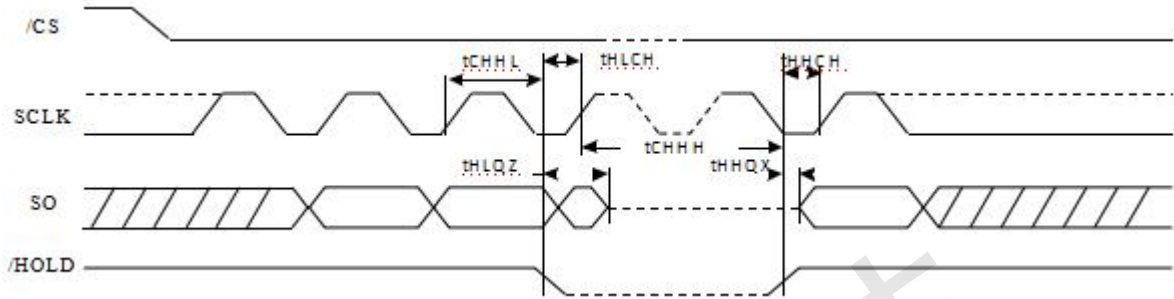 /CS
tCHHL
tHLCH
tHHCH
SCLK
tCHHH
tHLQZ
tHHQX
SO
/HOLD